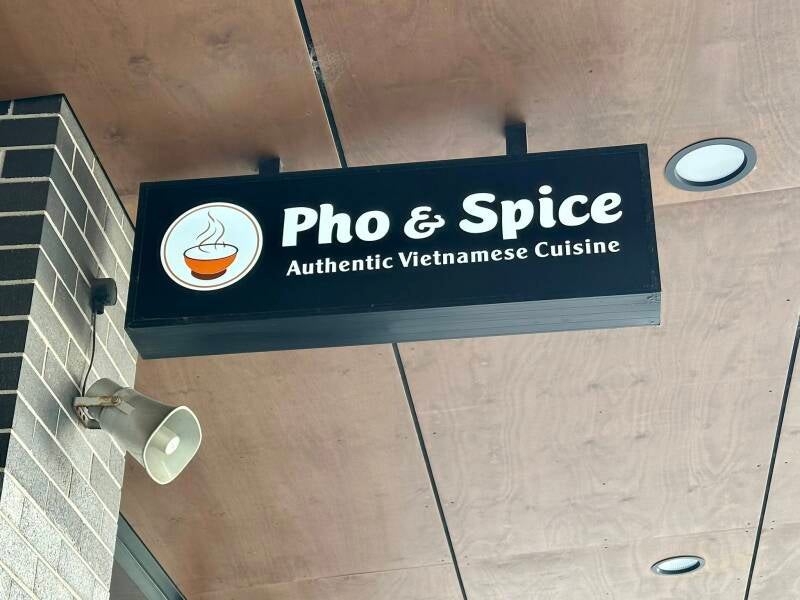 Pho & Spice
Authentic Vietnamese Cuisine